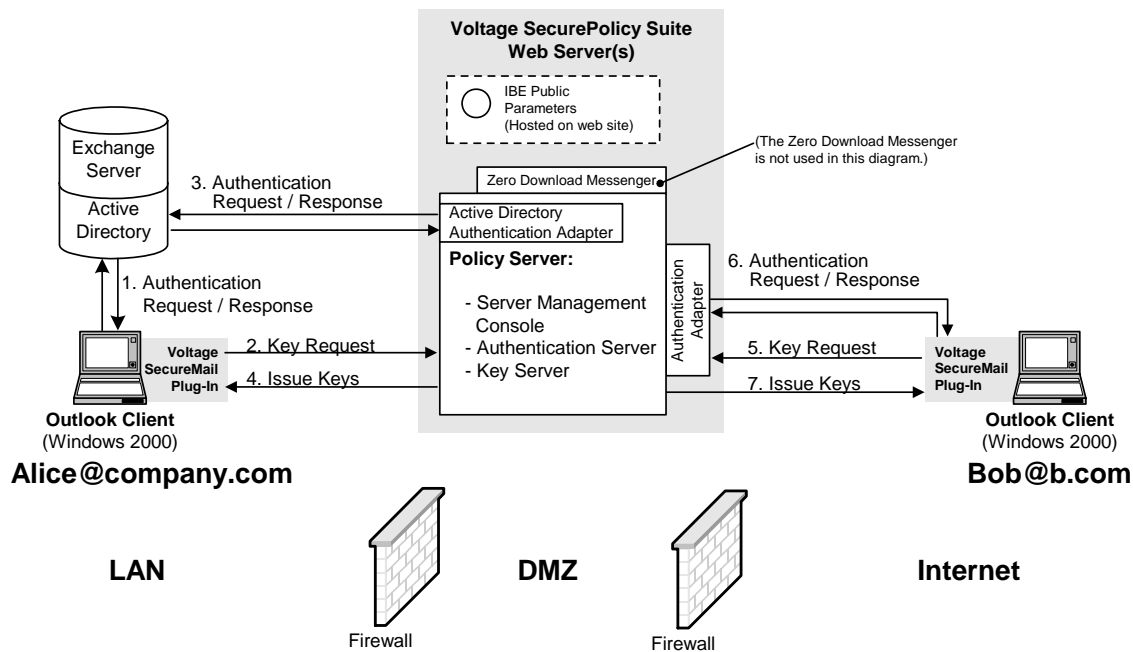 Voltage SecurePolicy Suite
Web Server(s)
IBE Public
Parameters
(Hosted on web site)
(The Zero Download Messenger
is not used in this diagram.)
Exchange
Server
Active
Directory
3. Authentication
Request / Response
Zero Download Messenger
Active Directory
Authentication Adapter
Policy Server:
- Server Management
Console
- Authentication Server
- Key Server
Authentication
Adapter
1. Authentication
Request / Response
2. Key Request
4. Issue Keys
Voltage
SecureMail
Plug-In
Outlook Client
(Windows 2000)
Alice@company.com
6. Authentication
Request / Response
5. Key Request
7. Issue Keys
Voltage
SecureMail
Plug-In
Outlook Client
(Windows 2000)
Bob@b.com
LAN
DMZ
Internet
Firewall
Firewall